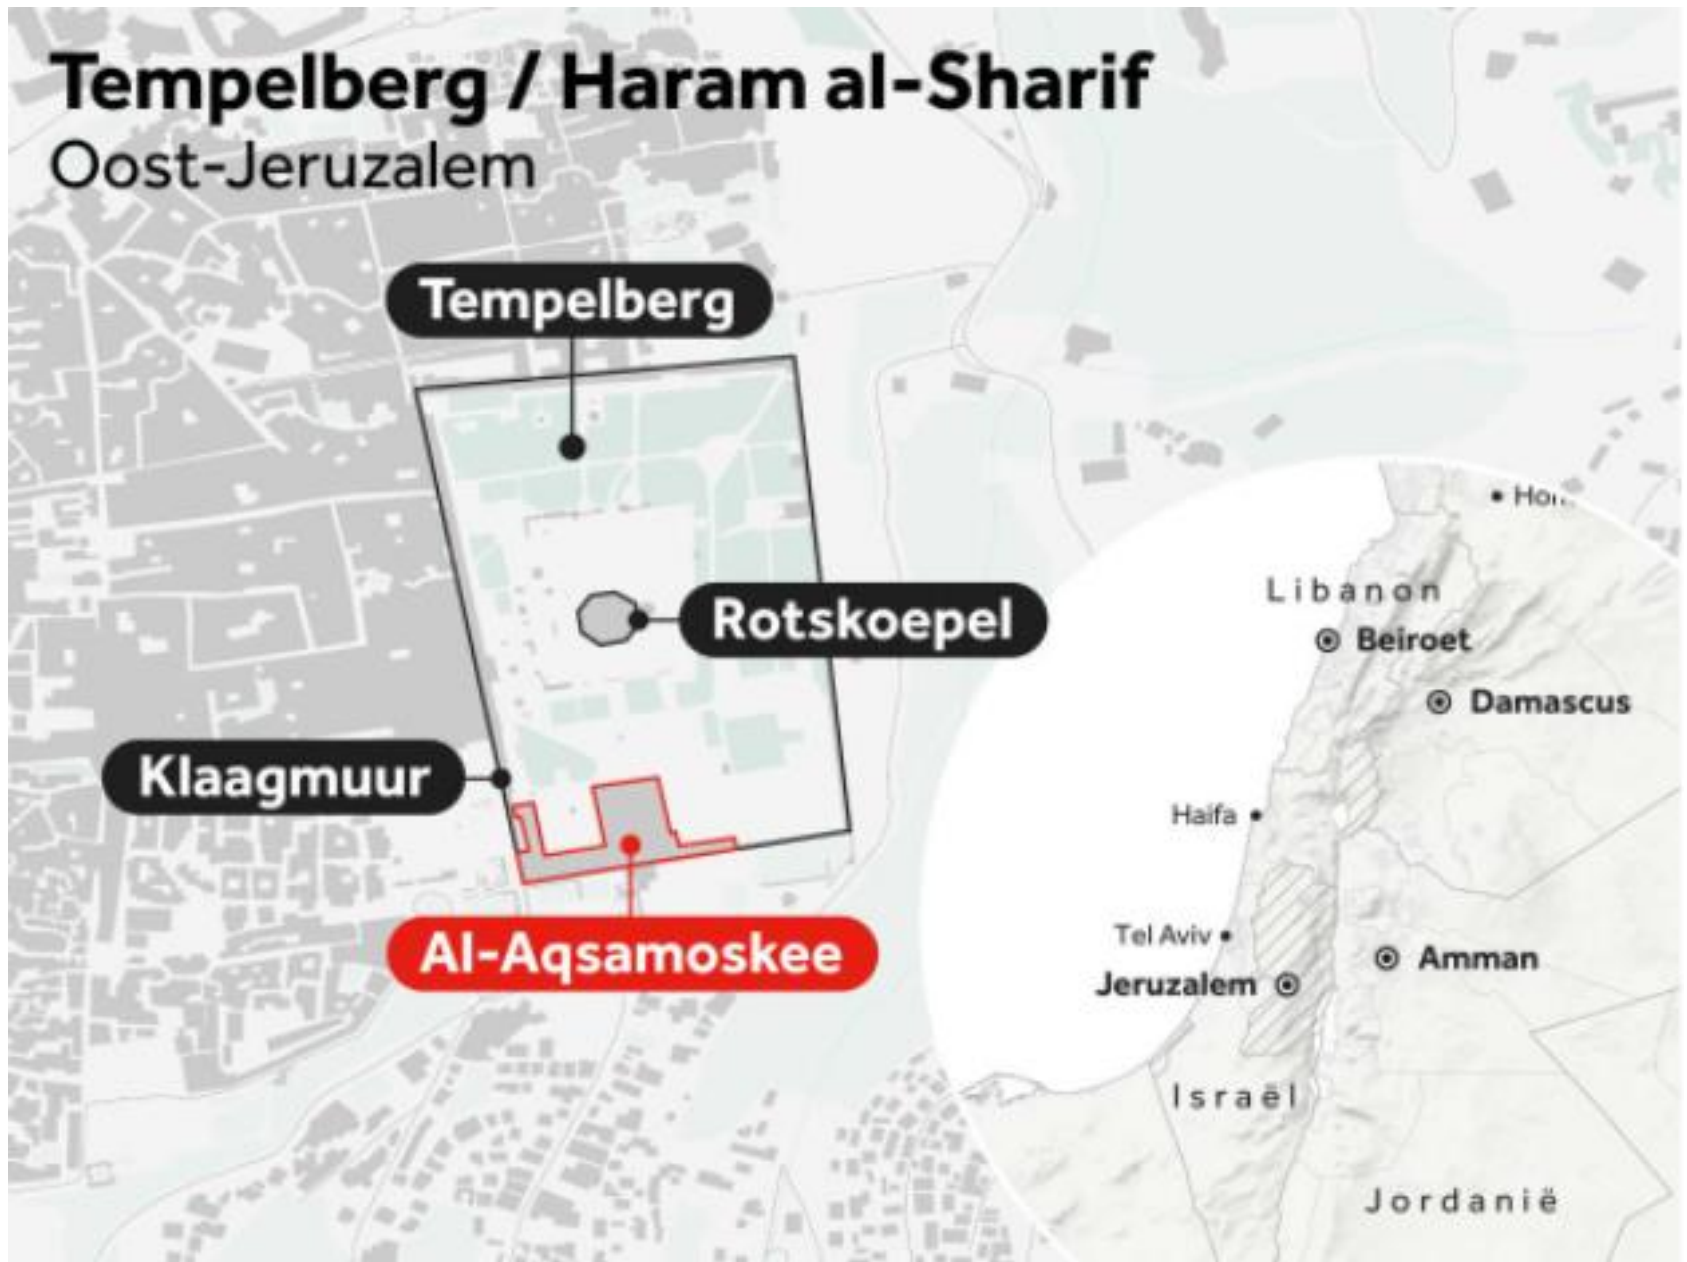 Tempelberg / Haram al-Sharif
Oost-Jeruzalem
Tempelberg
Rotskoepel
Klaagmuur
Al-Aqsamoskee
Libanon
Beiroet
Damascus
Haifa
Tel Aviv
Jeruzalem
Amman
Israël
Jordanië